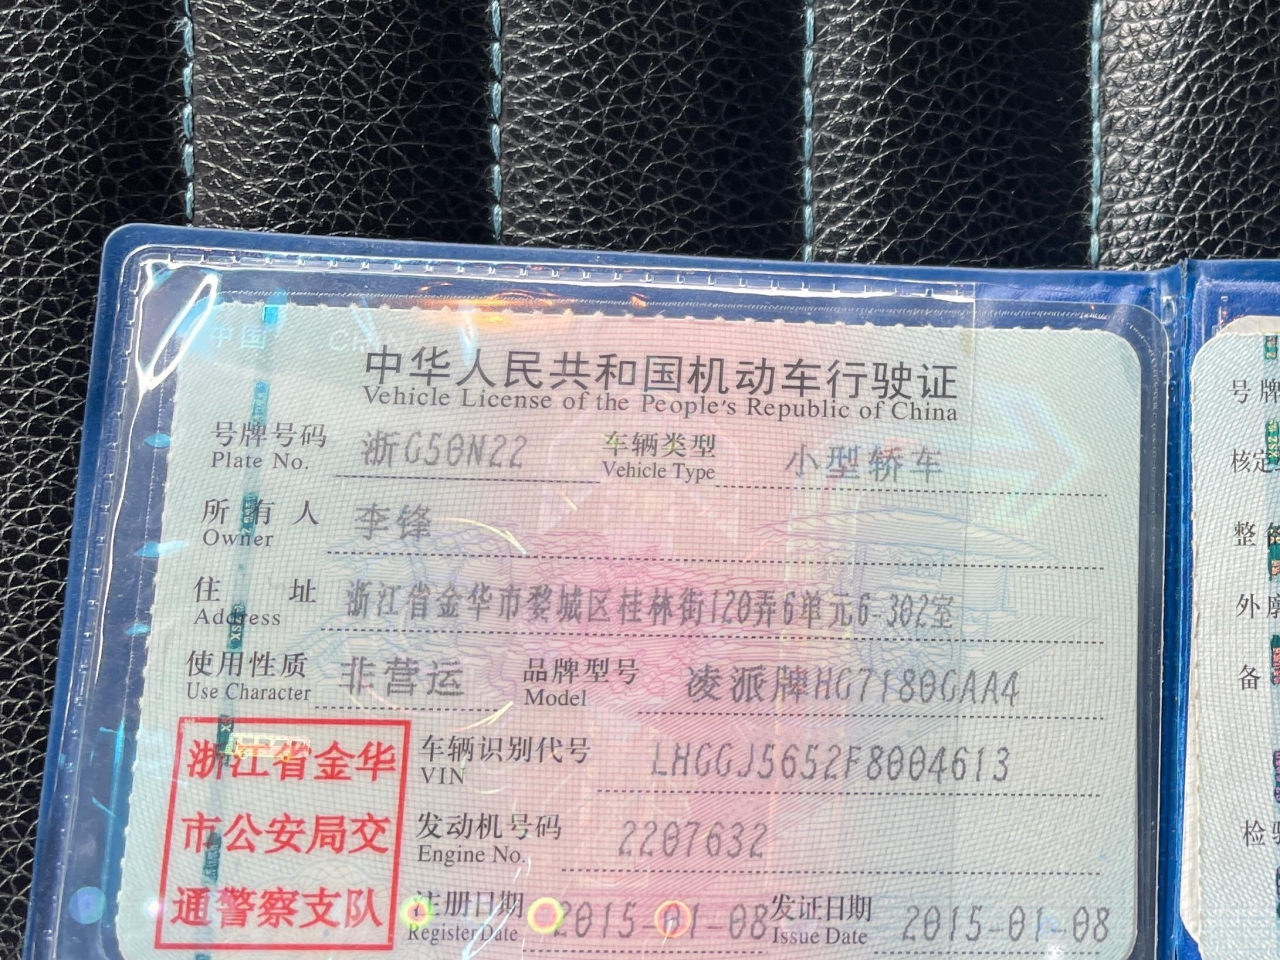 中国
中华人民共和国机动车行驶证
Vehicle License of the People's Republic of China
号牌号码 浙G50N22 车辆类型 小型轿车
Plate No. Vehicle Type
所有人 李锋
Owner
住址 浙江省金华市婺城区桂林街120弄6单元6-302室
Address
使用性质 非营运 品牌型号 凌派牌HG7180GAA4
Use Character Model
车辆识别代号 LHGGJ5652F8004613
VIN
发动机号码 2207632
Engine No.
注册日期 2015-01-08 发证日期 2015-01-08
Register Date Issue Date
浙江省金华
市公安局交
通警察支队
号牌
核定
整
外
备
检验